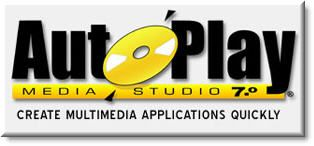 AutoPlay
MEDIA STUDIO 7.0 ®
CREATE MULTIMEDIA APPLICATIONS QUICKLY